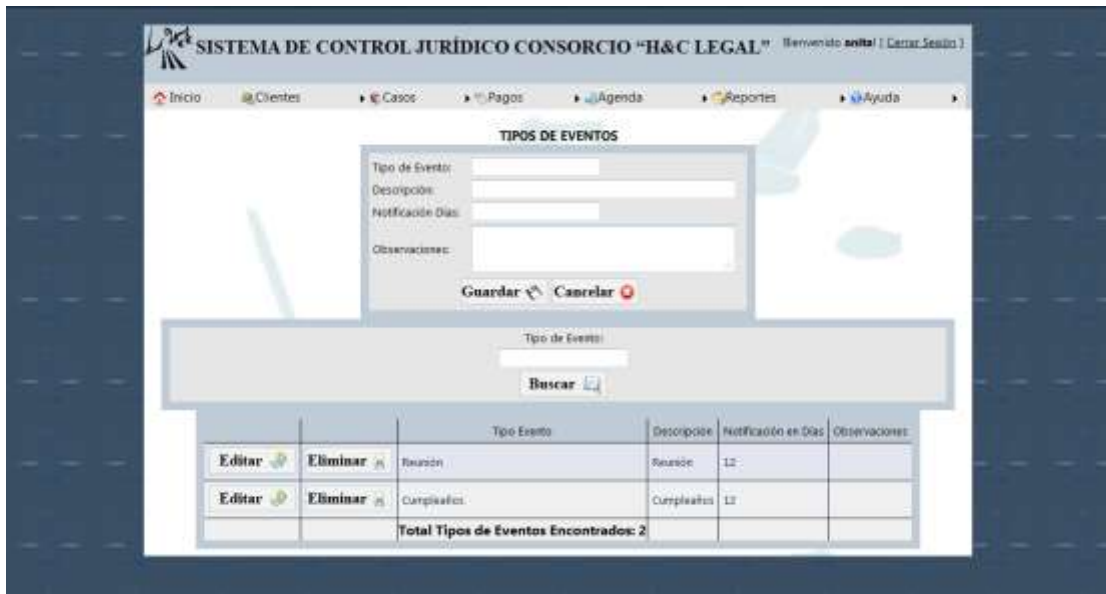 SISTEMA DE CONTROL JURÍDICO CONSORCIO “H&C LEGAL” Bienvenido anita! [ Cerrar Sesión ]
Inicio Clientes Casos Pagos Agenda Reportes Ayuda
TIPOS DE EVENTOS
Tipo de Evento:
Descripción:
Notificación Días:
Observaciones:
Guardar Cancelar
Tipo de Evento:
Buscar
Tipo Evento Descripción Notificación en Días Observaciones
Editar Eliminar Reunión Reunión 12
Editar Eliminar Cumpleaños Cumpleaños 12
Total Tipos de Eventos Encontrados: 2